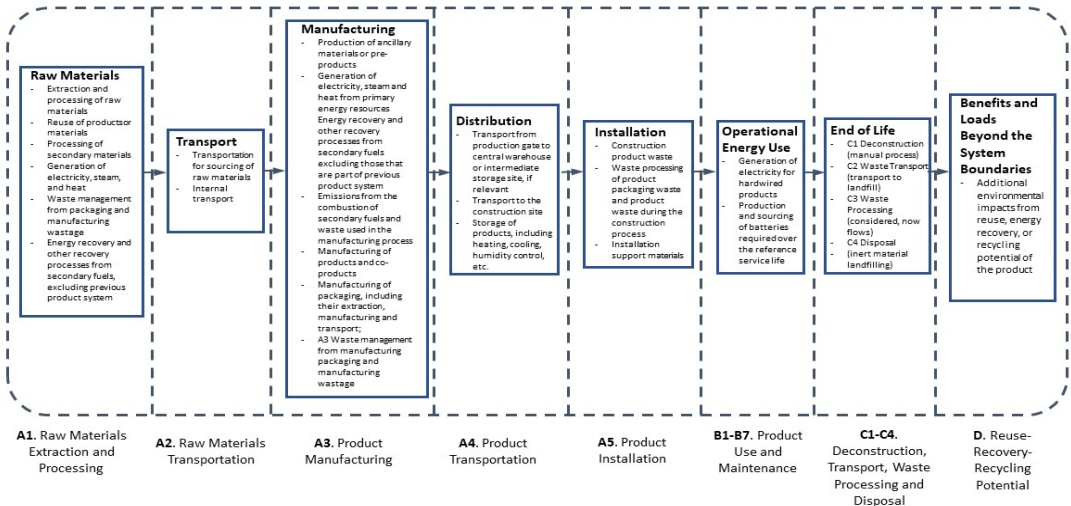 Raw Materials
- Extraction and
processing of raw
materials
- Reuse of productsor
materials
- Processing of
secondary materials
- Generation of
electricity, steam,
and heat
- Waste management
from packaging and
manufacturing
wastage
- Energy recovery and
other recovery
processes from
secondary fuels,
excluding previous
product system
Transport
- Transportation
for sourcing of
raw materials
- Internal
transport
Manufacturing
- Production of ancillary
materials or pre-
products
- Generation of
electricity, steam and
heat from primary
energy resources
Energy recovery and
other recovery
processes from
secondary fuels
excluding those that
are part of previous
product system
- Emissions from the
combustion of
secondary fuels and
waste used in the
manufacturing process
- Manufacturing of
products and co-
products
- Manufacturing of
packaging, including
their extraction,
manufacturing and
transport;
- A3 Waste management
from manufacturing
packaging and
manufacturing
wastage
Distribution
- Transport from
production gate to
central warehouse
or intermediate
storage site, if
relevant
- Transport to the
construction site
- Storage of
products, including
heating, cooling,
humidity control,
etc.
Installation
- Construction
product waste
- Waste processing
of product
packaging waste
and product
waste during the
construction
process
- Installation
support materials
Operational
Energy Use
- Generation of
electricity for
hardwired
products
- Production
and sourcing
of batteries
required over
the reference
service life
End of Life
- C1 Deconstruction
(manual process)
- C2 Waste Transport
- (transport to
landfill)
- C3 Waste
Processing
(considered, now
flows)
- C4 Disposal
- (inert material
landfilling)
Benefits and
Loads
Beyond the
System
Boundaries
- Additional
environmental
impacts from
reuse, energy
recovery, or
recycling
potential of
the product
A1. Raw Materials
Extraction and
Processing
A2. Raw Materials
Transportation
A3. Product
Manufacturing
A4. Product
Transportation
A5. Product
Installation
B1-B7. Product
Use and
Maintenance
C1-C4.
Deconstruction,
Transport, Waste
Processing and
Disposal
D. Reuse-
Recovery-
Recycling
Potential